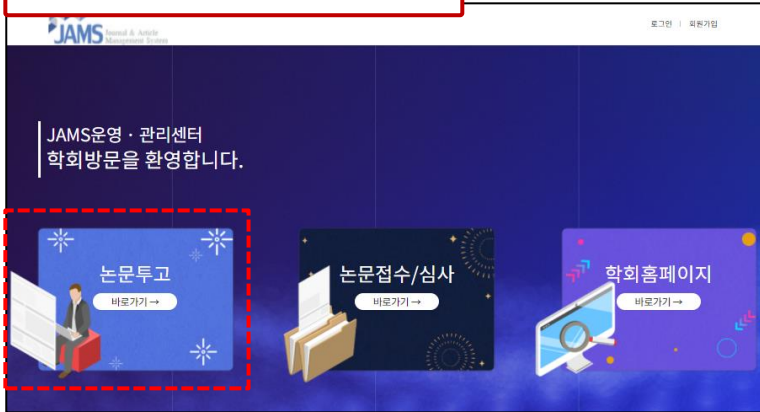 JAMS Journal & Article
Management System
로그인 | 회원가입
JAMS운영 · 관리센터
학회방문을 환영합니다.
논문투고
바로가기 →
논문접수/심사
바로가기 →
학회홈페이지
바로가기 →